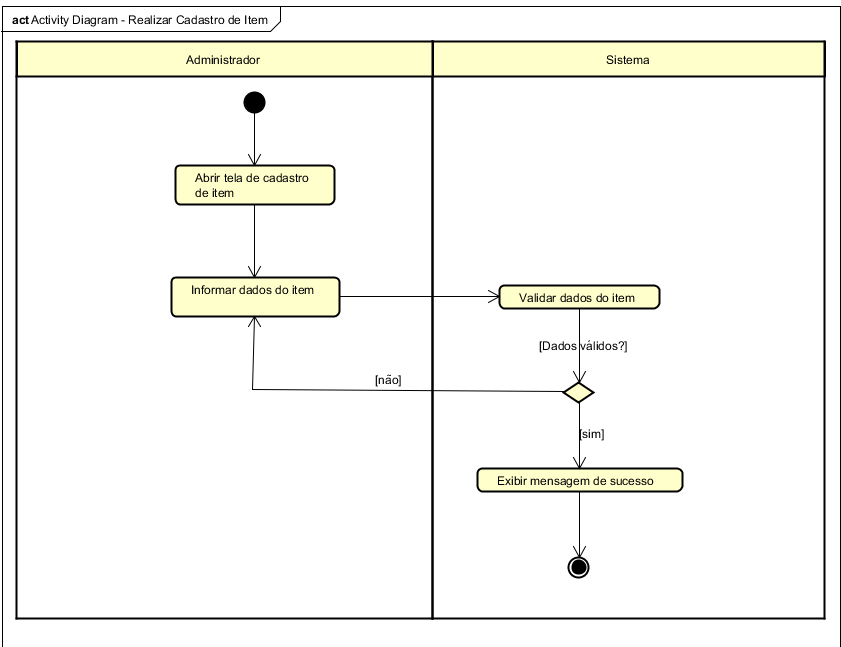 act Activity Diagram - Realizar Cadastro de Item
Administrador
Sistema
Abrir tela de cadastro
de item
Informar dados do item
Validar dados do item
[Dados válidos?]
[não]
[sim]
Exibir mensagem de sucesso